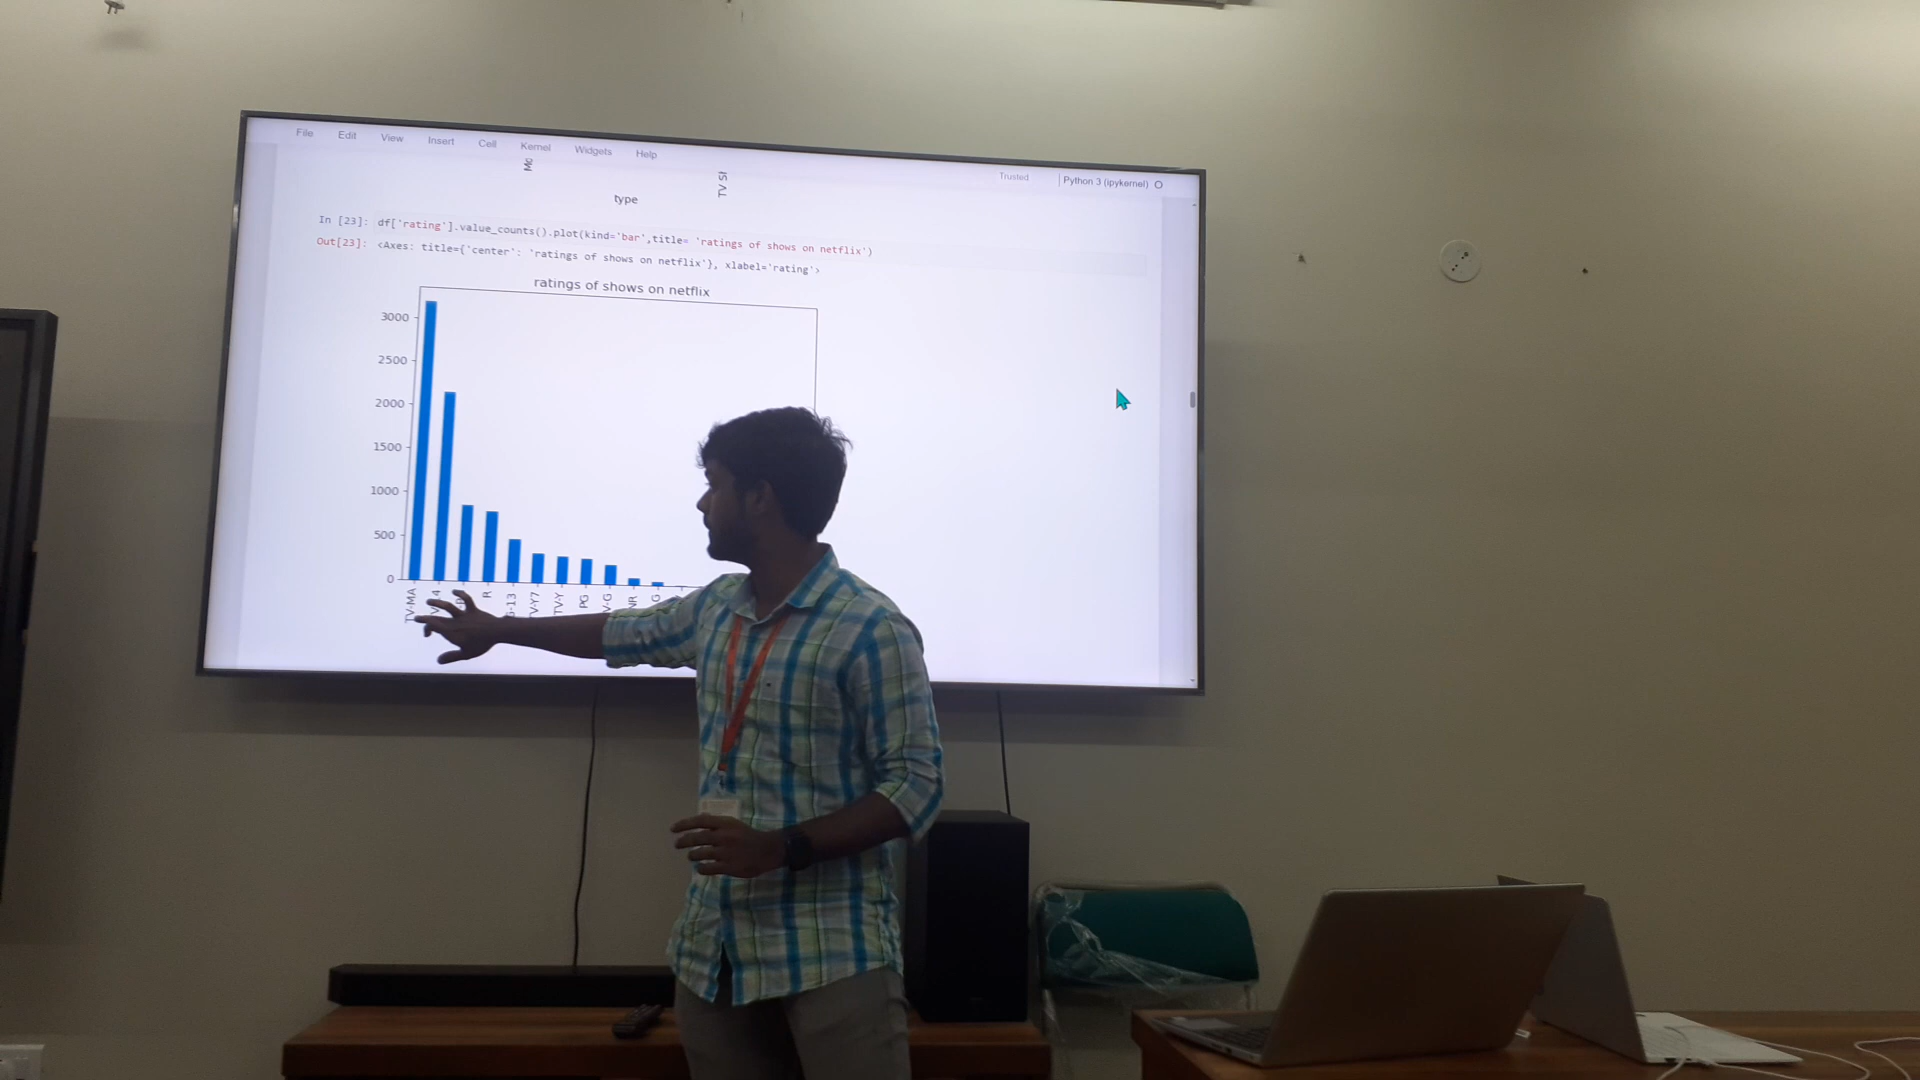 File Edit View Insert Cell Kernel Widgets Help
Trusted Python 3 (ipykernel)
type
In [23]: df['rating'].value_counts().plot(kind='bar',title= 'ratings of shows on netflix')
Out[23]: <Axes: title={'center': 'ratings of shows on netflix'}, xlabel='rating'>
ratings of shows on netflix
3000
2500
2000
1500
1000
500
0
TV-MA
R
TV-Y
PG
NR
G